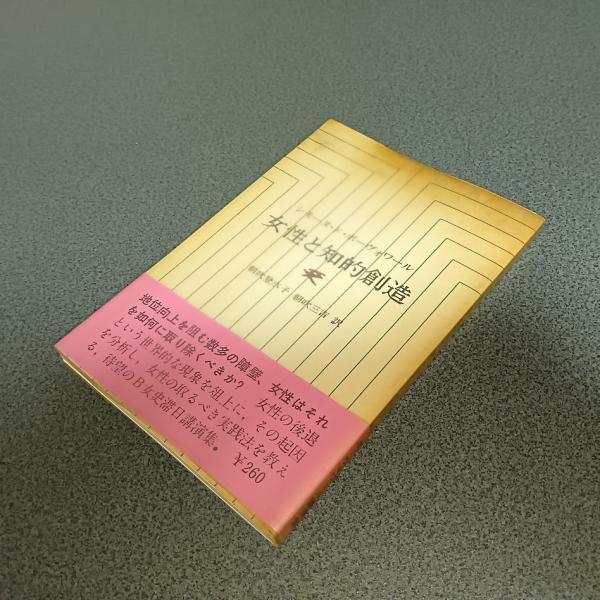 シモーヌ・ド・ボーヴォワール
女性と知的創造
朝吹登水子 朝吹三吉 訳
地位向上を阻む数多の障壁、女性はそれ
を如何に取り除くべきか？ 女性の後退
という世界的な現象を俎上に，その起因
を分析し，女性の取るべき実践法を教え
る，待望のＢ女史滞日講演集。
￥260